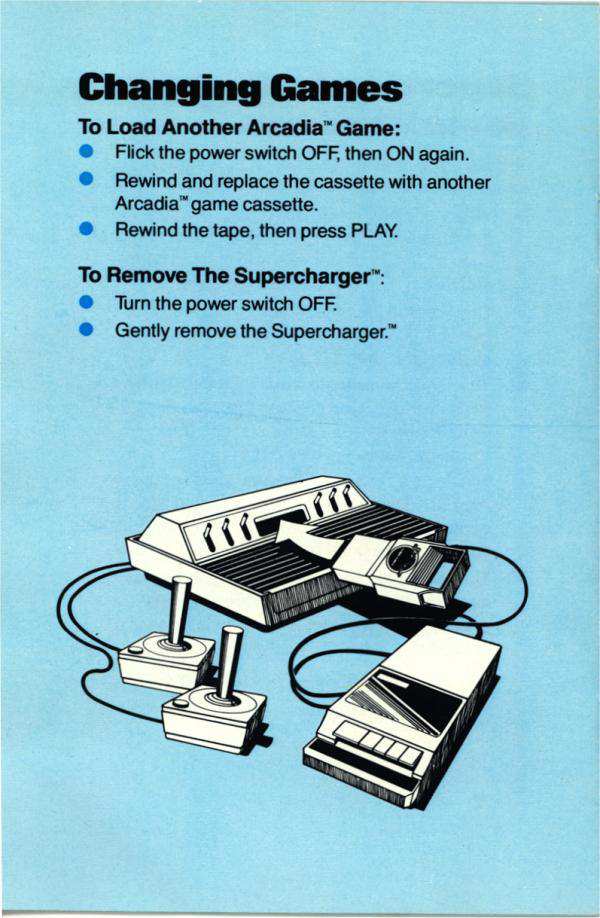 Changing Games
To Load Another Arcadia™ Game:
● Flick the power switch OFF, then ON again.
● Rewind and replace the cassette with another
Arcadia™ game cassette.
● Rewind the tape, then press PLAY.
To Remove The Supercharger™:
● Turn the power switch OFF.
● Gently remove the Supercharger.™